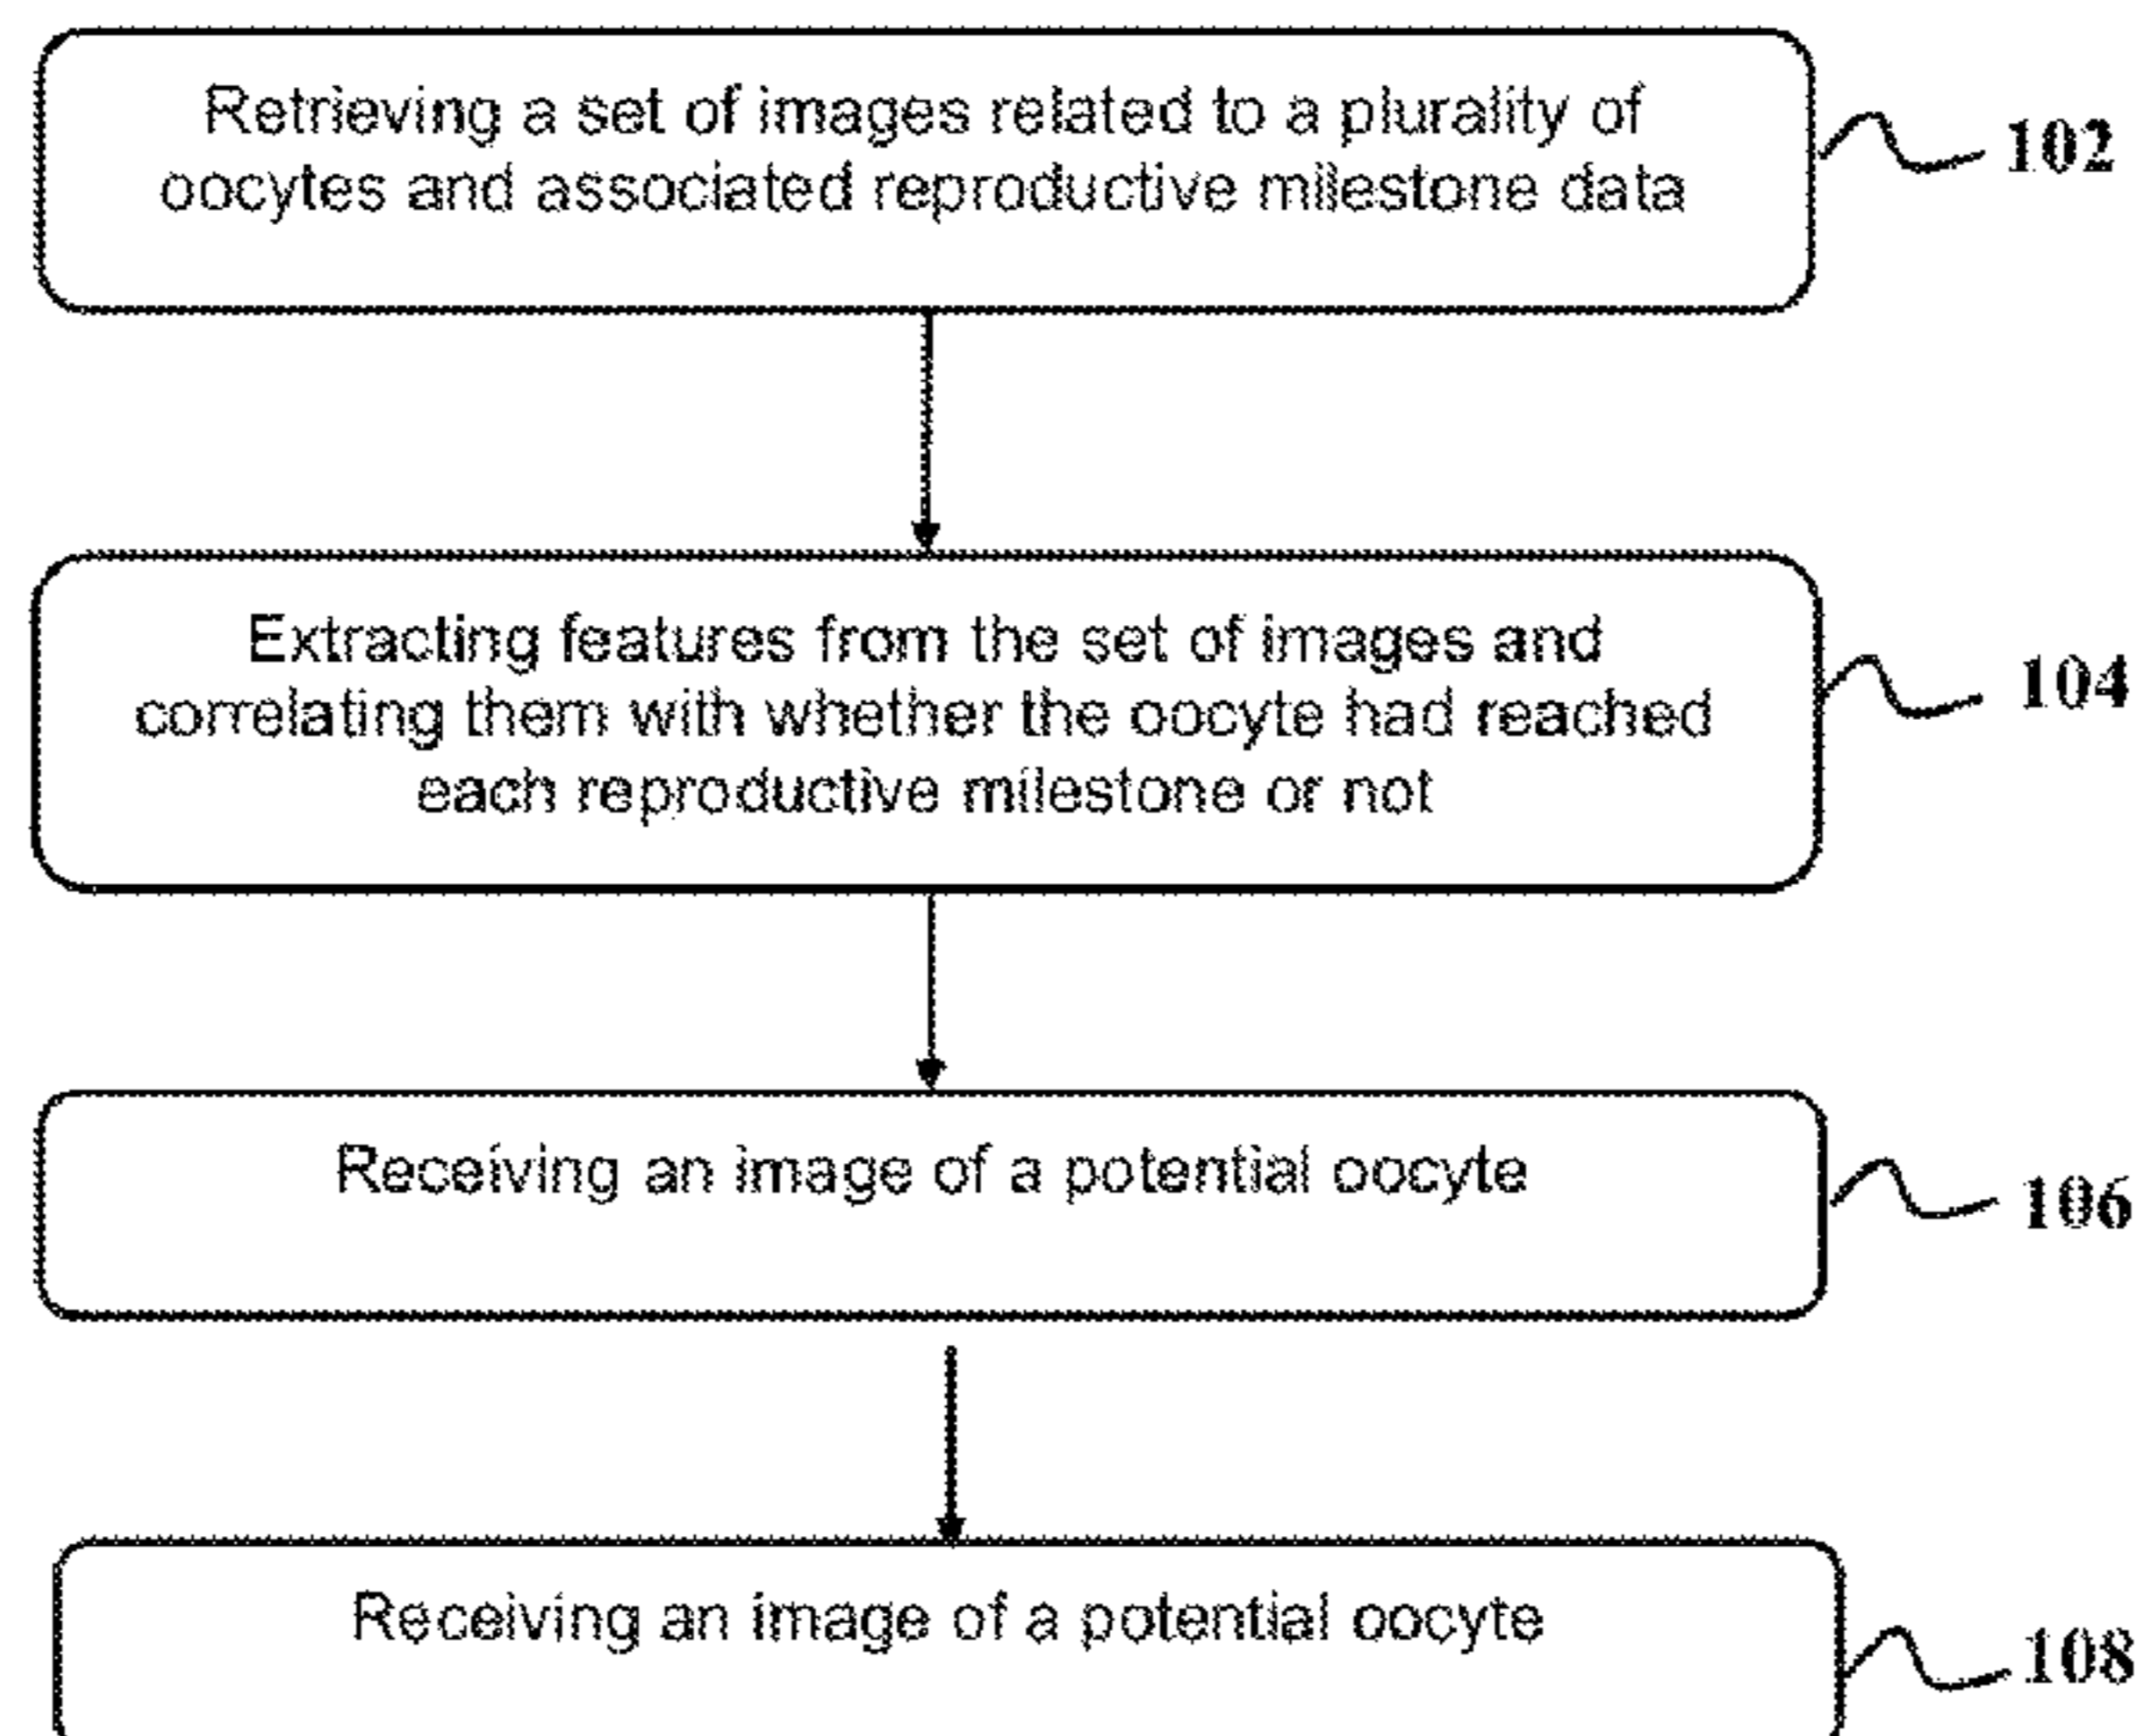 Retrieving a set of images related to a plurality of
oocytes and associated reproductive milestone data
102
Extracting features from the set of images and
correlating them with whether the oocyte had reached
each reproductive milestone or not
104
Receiving an image of a potential oocyte
106
Receiving an image of a potential oocyte
108